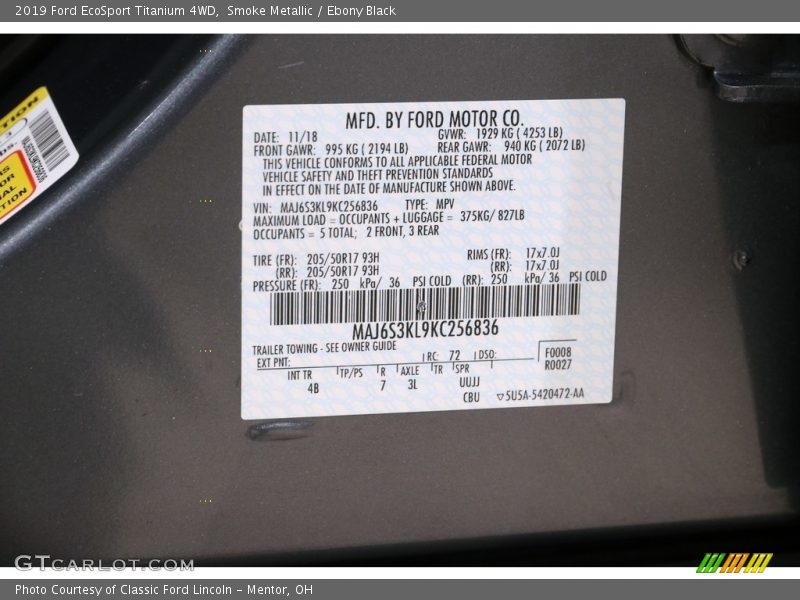 2019 Ford EcoSport Titanium 4WD, Smoke Metallic / Ebony Black
MFD. BY FORD MOTOR CO.
DATE: 11/18 GVWR: 1929 KG ( 4253 LB)
FRONT GAWR: 995 KG ( 2194 LB) REAR GAWR: 940 KG ( 2072 LB)
THIS VEHICLE CONFORMS TO ALL APPLICABLE FEDERAL MOTOR
VEHICLE SAFETY AND THEFT PREVENTION STANDARDS
IN EFFECT ON THE DATE OF MANUFACTURE SHOWN ABOVE.
VIN: MAJ6S3KL9KC256836 TYPE: MPV
MAXIMUM LOAD = OCCUPANTS + LUGGAGE = 375KG/ 827LB
OCCUPANTS = 5 TOTAL; 2 FRONT, 3 REAR
TIRE (FR): 205/50R17 93H RIMS (FR): 17x7.0J
(RR): 205/50R17 93H (RR): 17x7.0J
PRESSURE (FR): 250 kPa/ 36 PSI COLD (RR): 250 kPa/ 36 PSI COLD
MAJ6S3KL9KC256836
TRAILER TOWING - SEE OWNER GUIDE
EXT PNT: RC: 72 DSO: F0008
R0027
INT TR TP/PS R AXLE TR SPR
4B 7 3L UUJJ
CBU ▽5U5A-5420472-AA
GTCARLOT.COM
Photo Courtesy of Classic Ford Lincoln - Mentor, OH